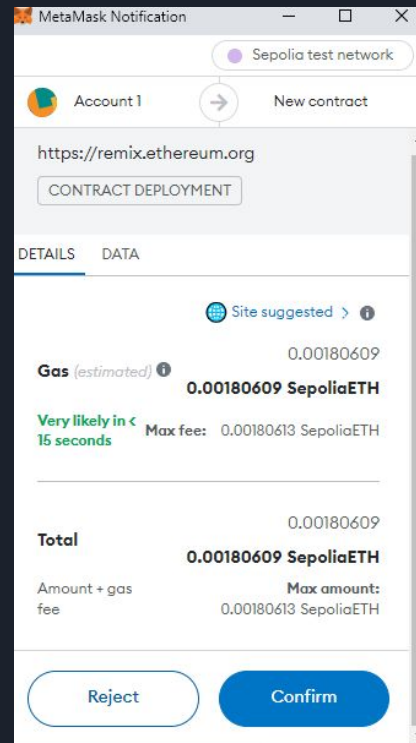 MetaMask Notification
Sepolia test network
Account 1
New contract
https://remix.ethereum.org
CONTRACT DEPLOYMENT
DETAILS DATA
Site suggested >
0.00180609
Gas (estimated)
0.00180609 SepoliaETH
Very likely in < 15 seconds
Max fee: 0.00180613 SepoliaETH
0.00180609
Total
0.00180609 SepoliaETH
Amount + gas fee
Max amount:
0.00180613 SepoliaETH
Reject
Confirm